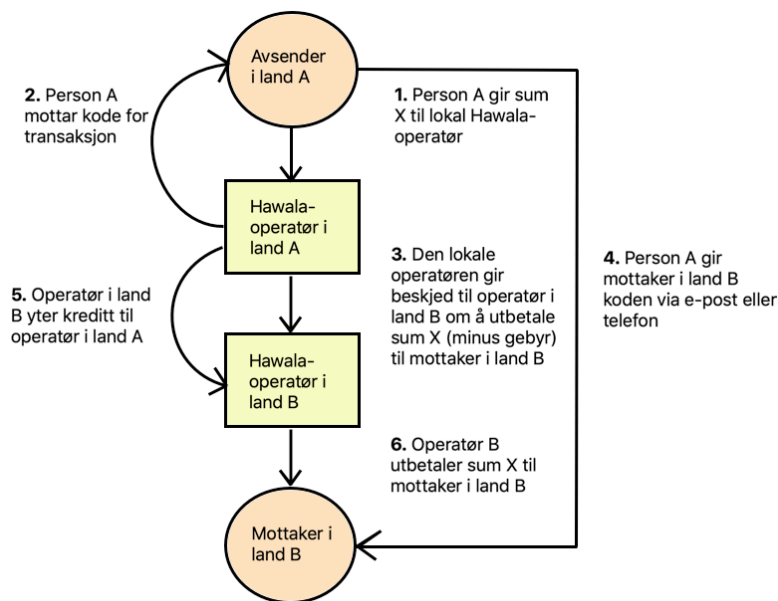 Avsender
i land A
2. Person A
mottar kode for
transaksjon
1. Person A gir sum
X til lokal Hawala-
operatør
Hawala-
operatør i
land A
3. Den lokale
operatøren gir
beskjed til operatør i
land B om å utbetale
sum X (minus gebyr)
til mottaker i land B
4. Person A gir
mottaker i land B
koden via e-post eller
telefon
5. Operatør i land
B yter kreditt til
operatør i land A
Hawala-
operatør i
land B
6. Operatør B
utbetaler sum X til
mottaker i land B
Mottaker i
land B